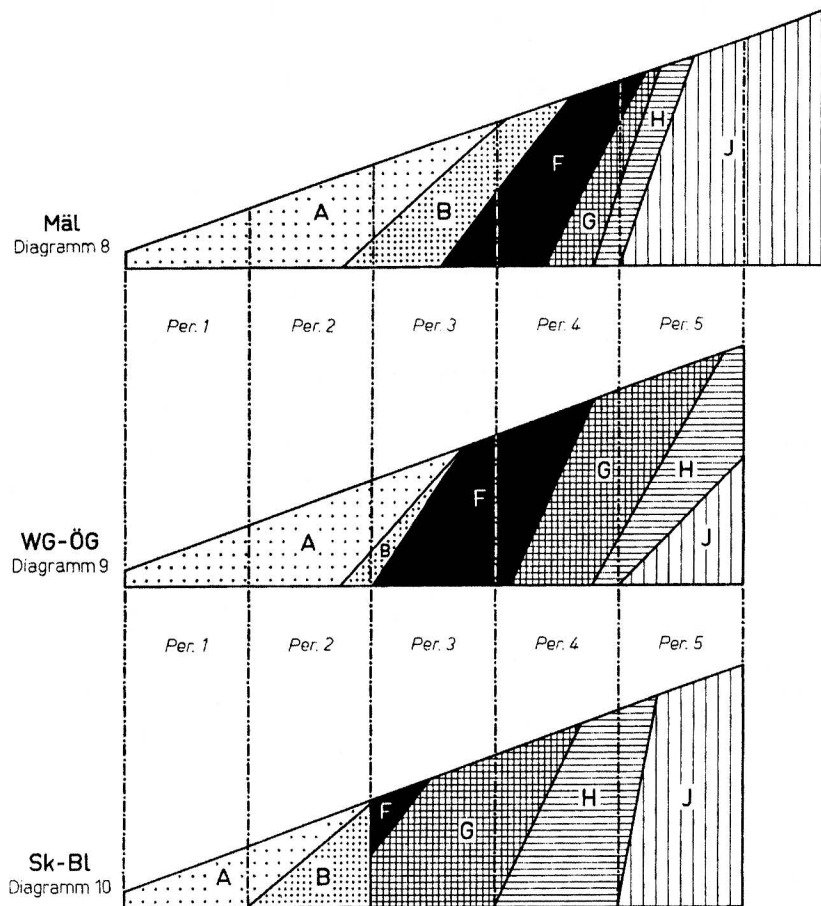 A
B
F
G
H
J
Mäl
Diagramm 8
Per. 1 Per. 2 Per. 3 Per. 4 Per. 5
A
B
F
G
H
J
WG-ÖG
Diagramm 9
Per. 1 Per. 2 Per. 3 Per. 4 Per. 5
A
B
F
G
H
J
Sk-Bl
Diagramm 10